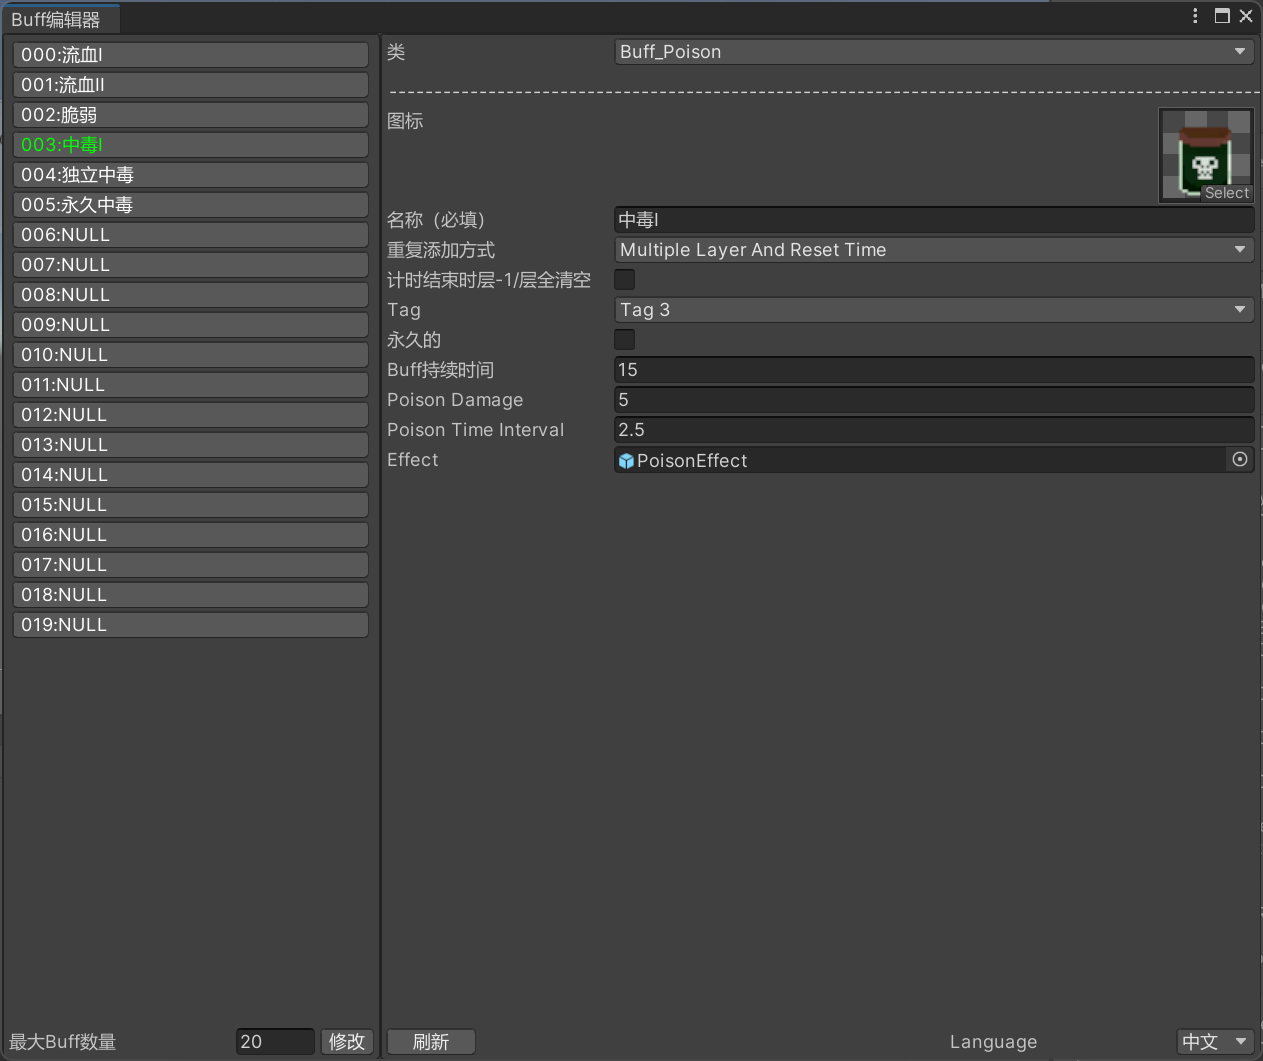 Buff编辑器
000:流血I
001:流血II
002:脆弱
003:中毒I
004:独立中毒
005:永久中毒
006:NULL
007:NULL
008:NULL
009:NULL
010:NULL
011:NULL
012:NULL
013:NULL
014:NULL
015:NULL
016:NULL
017:NULL
018:NULL
019:NULL
最大Buff数量 20 修改
类 Buff_Poison
图标
Select
名称（必填） 中毒I
重复添加方式 Multiple Layer And Reset Time
计时结束时层-1/层全清空
Tag Tag 3
永久的
Buff持续时间 15
Poison Damage 5
Poison Time Interval 2.5
Effect PoisonEffect
刷新 Language 中文